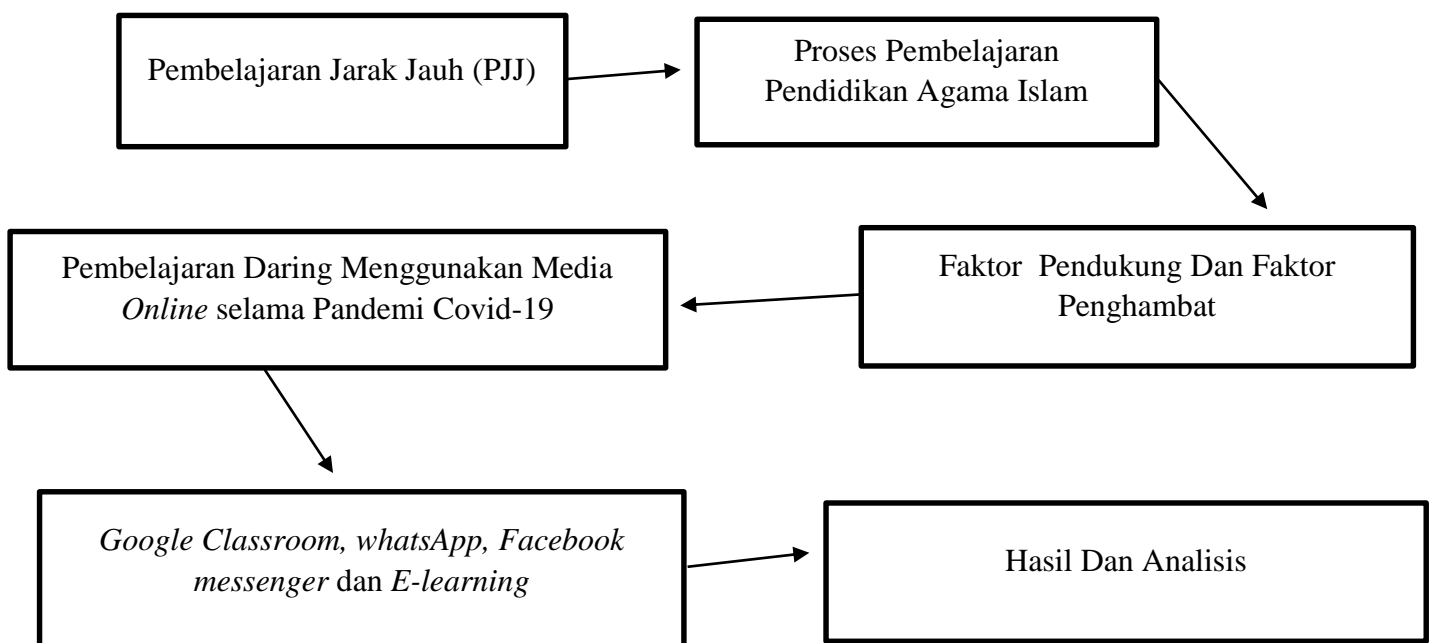 Pembelajaran Jarak Jauh (PJJ)
Proses Pembelajaran
Pendidikan Agama Islam
Faktor Pendukung Dan Faktor
Penghambat
Pembelajaran Daring Menggunakan Media
Online selama Pandemi Covid-19
Google Classroom, whatsApp, Facebook
messenger dan E-learning
Hasil Dan Analisis